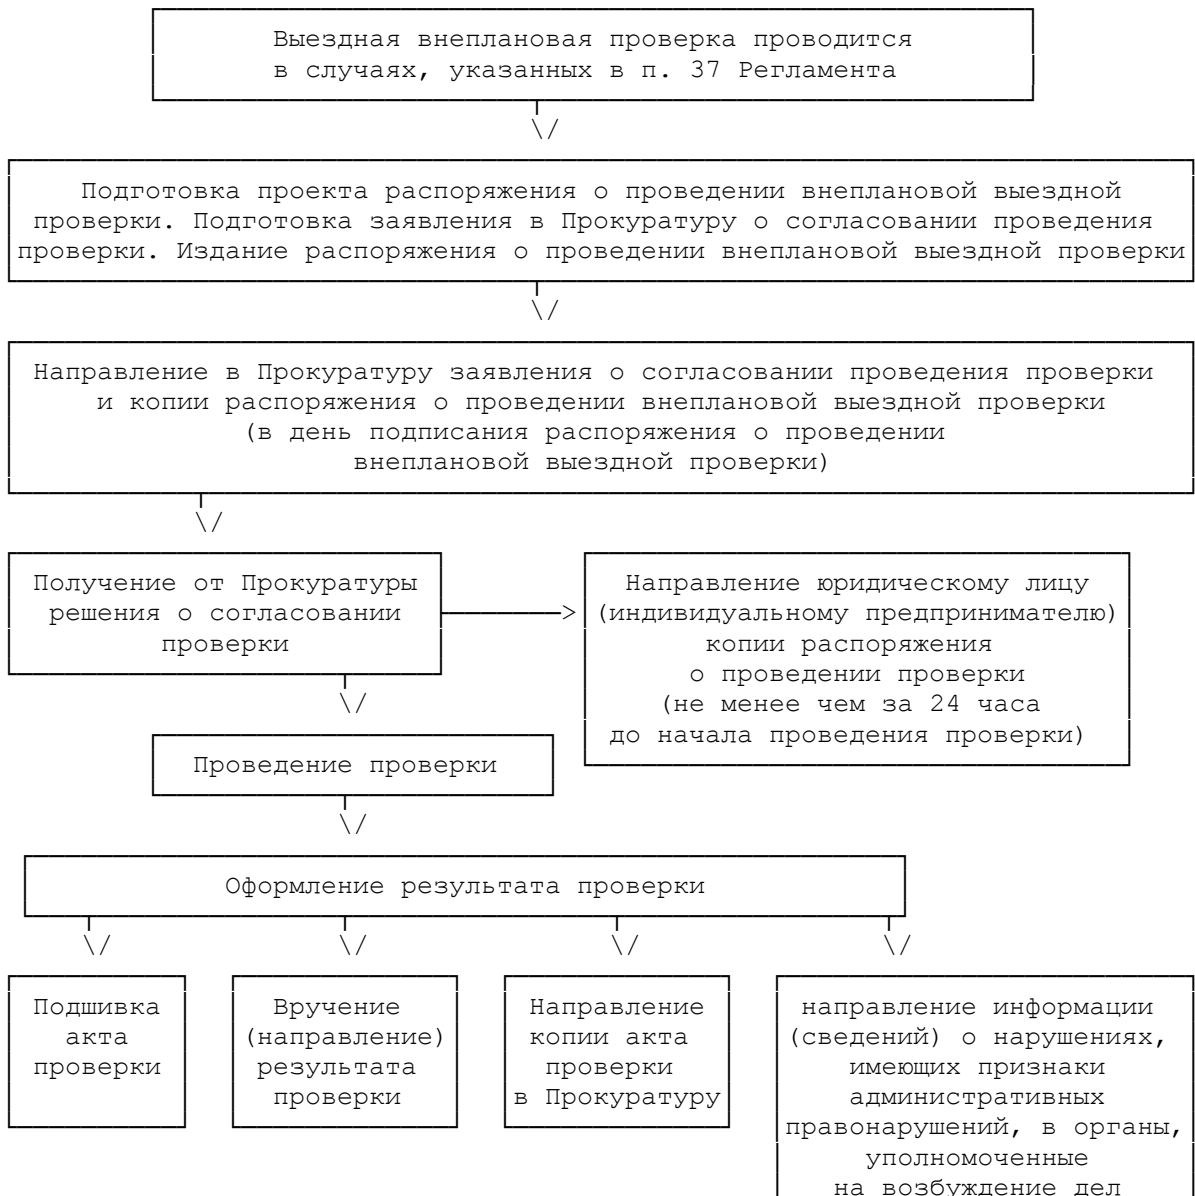 Выездная внеплановая проверка проводится
в случаях, указанных в п. 37 Регламента
\/
Подготовка проекта распоряжения о проведении внеплановой выездной
проверки. Подготовка заявления в Прокуратуру о согласовании проведения
проверки. Издание распоряжения о проведении внеплановой выездной проверки
\/
Направление в Прокуратуру заявления о согласовании проведения проверки
и копии распоряжения о проведении внеплановой выездной проверки
(в день подписания распоряжения о проведении
внеплановой выездной проверки)
\/
Получение от Прокуратуры
решения о согласовании
проверки
>
Направление юридическому лицу
(индивидуальному предпринимателю)
копии распоряжения
о проведении проверки
(не менее чем за 24 часа
до начала проведения проверки)
\/
Проведение проверки
\/
Оформление результата проверки
\/ \/ \/ \/
Подшивка
акта
проверки
Вручение
(направление)
результата
проверки
Направление
копии акта
проверки
в Прокуратуру
направление информации
(сведений) о нарушениях,
имеющих признаки
административных
правонарушений, в органы,
уполномоченные
на возбуждение дел